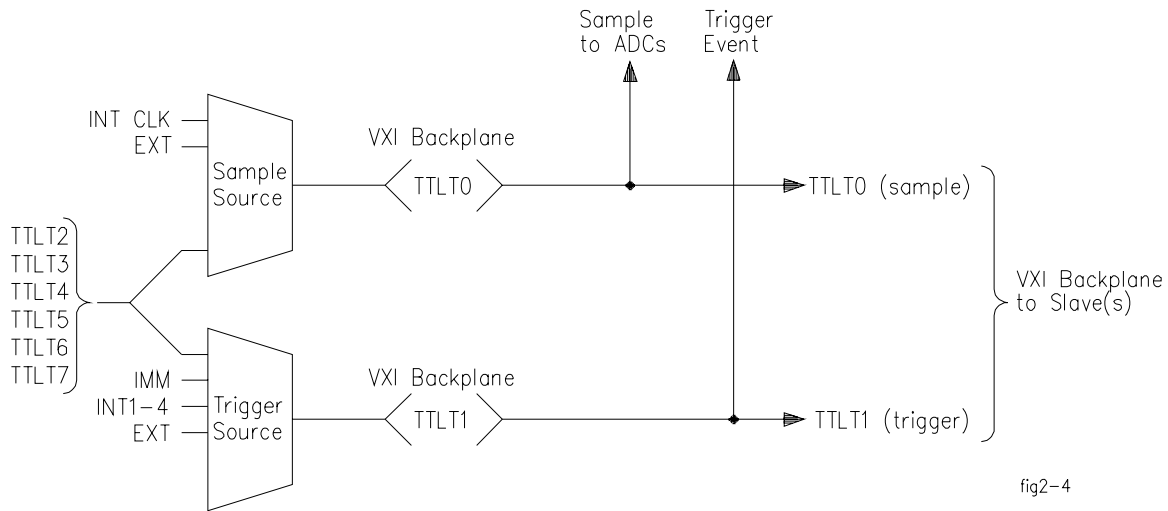 Sample
to ADCs
Trigger
Event
INT CLK
EXT
Sample
Source
VXI Backplane
TTLT0
TTLT0 (sample)
TTLT2
TTLT3
TTLT4
TTLT5
TTLT6
TTLT7
VXI Backplane
to Slave(s)
IMM
INT1-4
EXT
Trigger
Source
VXI Backplane
TTLT1
TTLT1 (trigger)
fig2-4